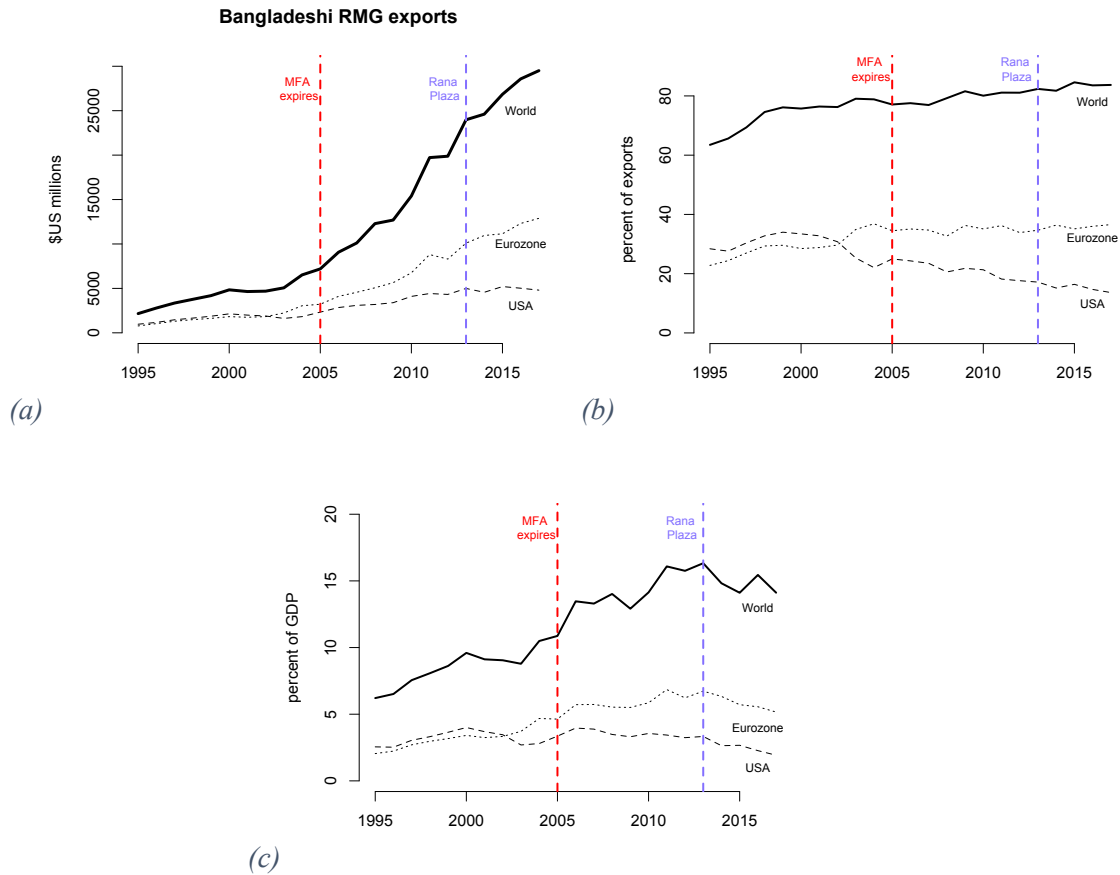 Bangladeshi RMG exports
$US millions
0
5000
15000
25000
1995
2000
2005
2010
2015
MFA
expires
Rana
Plaza
World
Eurozone
USA
(a)
percent of exports
0
20
40
60
80
1995
2000
2005
2010
2015
MFA
expires
Rana
Plaza
World
Eurozone
USA
(b)
percent of GDP
0
5
10
15
20
1995
2000
2005
2010
2015
MFA
expires
Rana
Plaza
World
Eurozone
USA
(c)